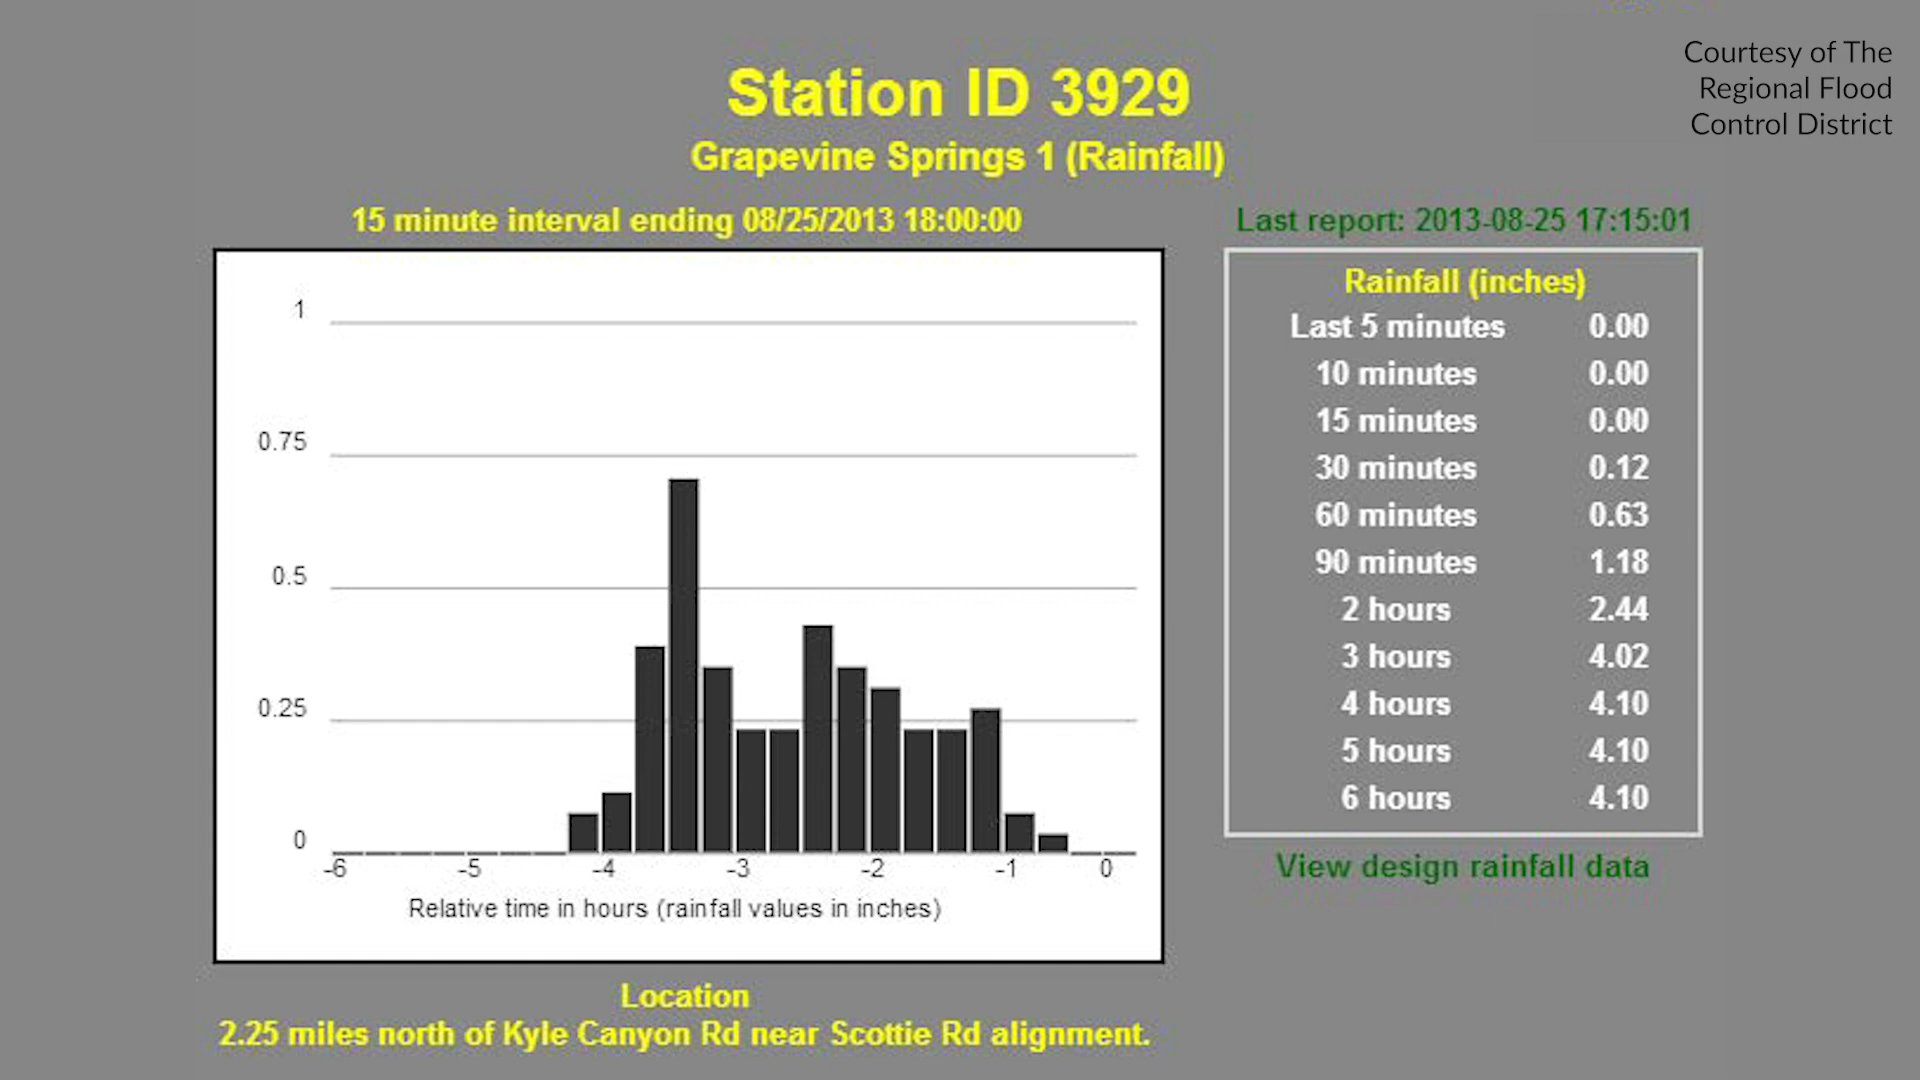 Courtesy of The
Regional Flood
Control District
Station ID 3929
Grapevine Springs 1 (Rainfall)
15 minute interval ending 08/25/2013 18:00:00
1
0.75
0.5
0.25
0
-6 -5 -4 -3 -2 -1 0
Relative time in hours (rainfall values in inches)
Location
2.25 miles north of Kyle Canyon Rd near Scottie Rd alignment.
Last report: 2013-08-25 17:15:01
Rainfall (inches)
Last 5 minutes 0.00
10 minutes 0.00
15 minutes 0.00
30 minutes 0.12
60 minutes 0.63
90 minutes 1.18
2 hours 2.44
3 hours 4.02
4 hours 4.10
5 hours 4.10
6 hours 4.10
View design rainfall data